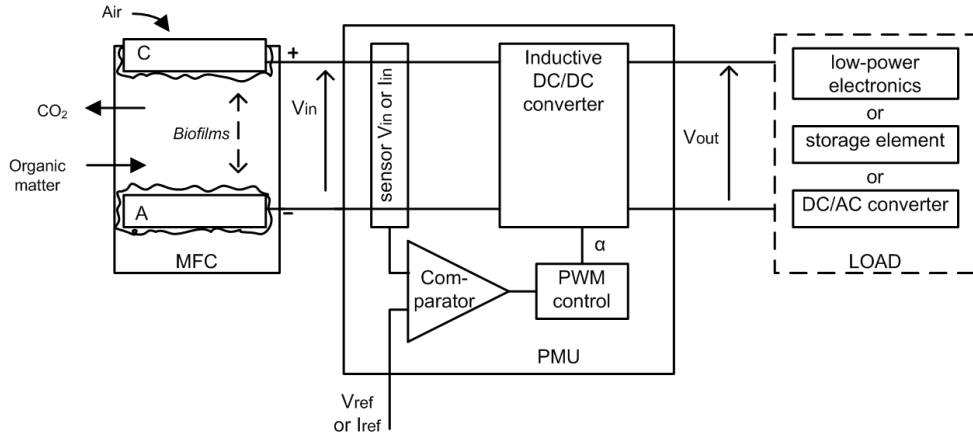 Air
C
+
CO2
Biofilms
Organic
matter
A
−
MFC
Vin
sensor Vin or Iin
Inductive
DC/DC
converter
α
Com-
parator
PWM
control
PMU
Vref
or Iref
Vout
low-power
electronics
or
storage element
or
DC/AC converter
LOAD